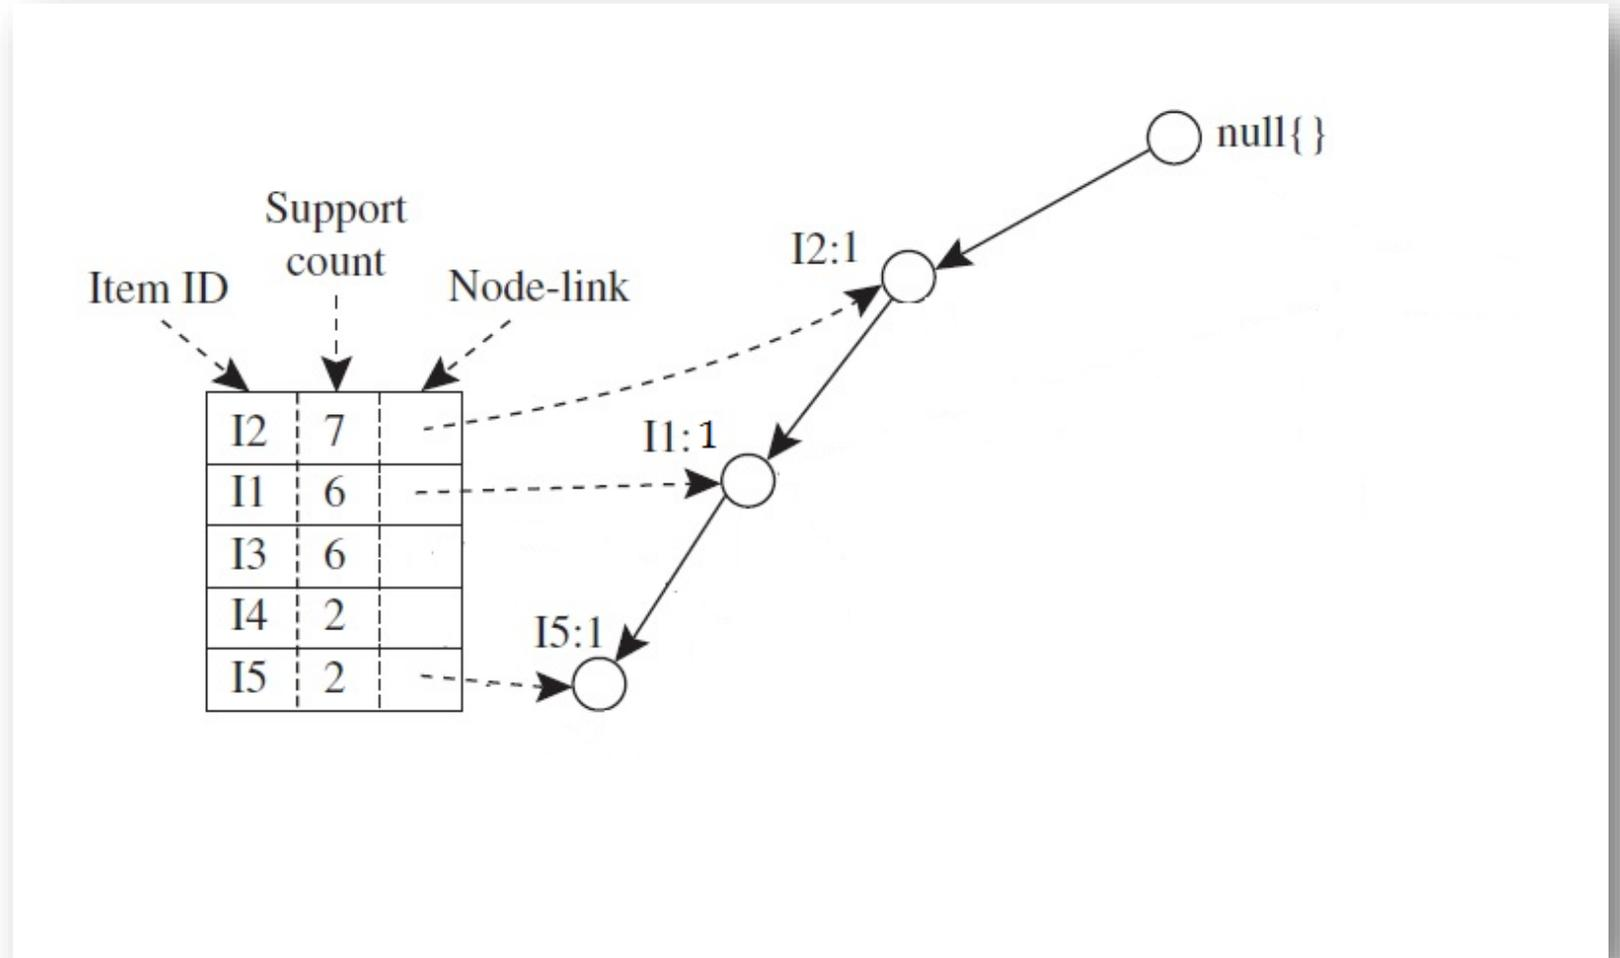 null{}
I2:1
Support
count
Item ID
Node-link
I2 7
I1:1
I1 6
I3 6
I4 2
I5:1
I5 2